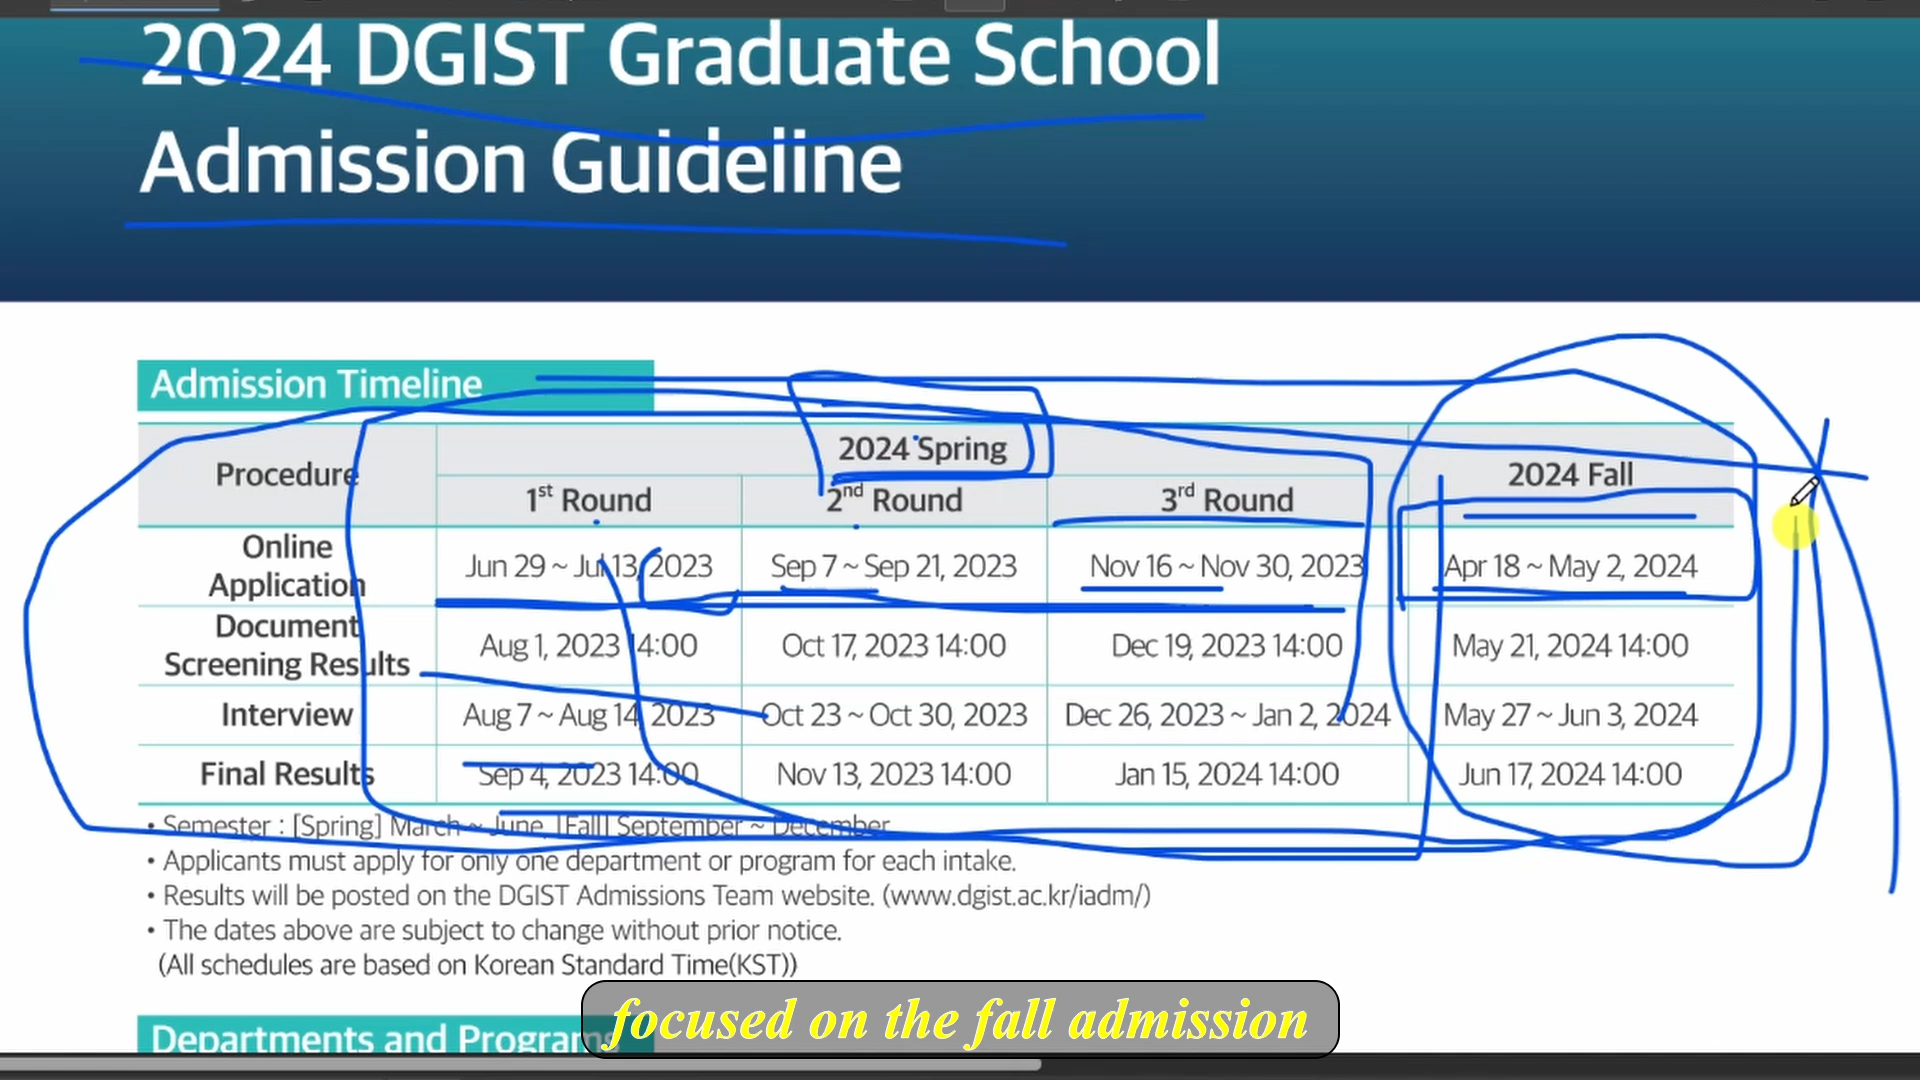 2024 DGIST Graduate School
Admission Guideline
Admission Timeline
Procedure
2024 Spring
2024 Fall
1st Round
2nd Round
3rd Round
Online
Application
Jun 29 ~ Jul 13, 2023
Sep 7 ~ Sep 21, 2023
Nov 16 ~ Nov 30, 2023
Apr 18 ~ May 2, 2024
Document
Screening Results
Aug 1, 2023 14:00
Oct 17, 2023 14:00
Dec 19, 2023 14:00
May 21, 2024 14:00
Interview
Aug 7 ~ Aug 14, 2023
Oct 23 ~ Oct 30, 2023
Dec 26, 2023 ~ Jan 2, 2024
May 27 ~ Jun 3, 2024
Final Results
Sep 4, 2023 14:00
Nov 13, 2023 14:00
Jan 15, 2024 14:00
Jun 17, 2024 14:00
• Semester : [Spring] March ~ June, [Fall] September ~ December
• Applicants must apply for only one department or program for each intake.
• Results will be posted on the DGIST Admissions Team website. (www.dgist.ac.kr/iadm/)
• The dates above are subject to change without prior notice.
(All schedules are based on Korean Standard Time(KST))
Departments and Programs
focused on the fall admission